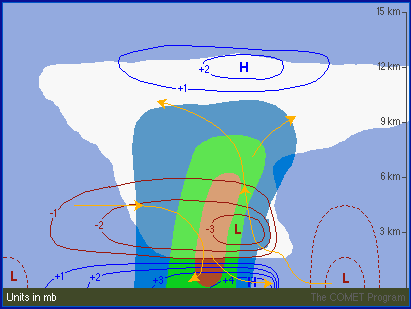 15 km
H
+2
12 km
+1
9 km
6 km
-1
-2
-3
L
3 km
L
L
+1
+2
+3
+4
H
Units in mb
The COMET Program